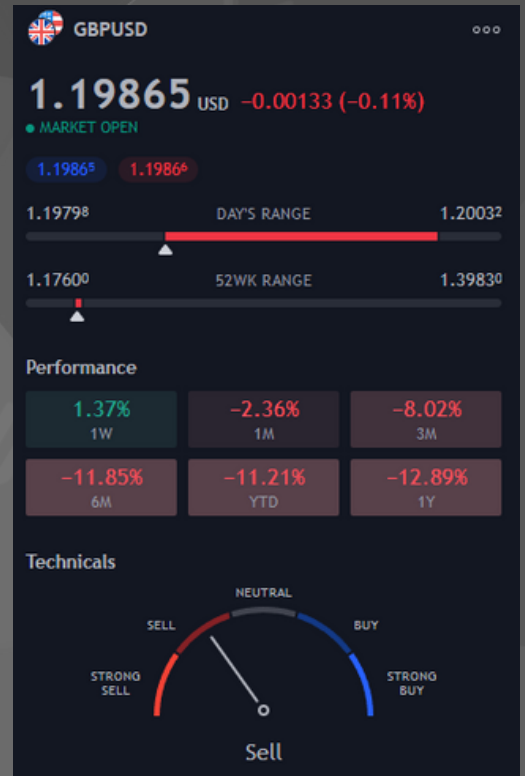 GBPUSD
1.19865 USD −0.00133 (−0.11%)
MARKET OPEN
1.1986⁵ 1.1986⁶
1.1979⁸ DAY'S RANGE 1.2003²
1.1760⁰ 52WK RANGE 1.3983⁰
Performance
1.37% −2.36% −8.02%
1W 1M 3M
−11.85% −11.21% −12.89%
6M YTD 1Y
Technicals
NEUTRAL
SELL BUY
STRONG STRONG
SELL BUY
Sell